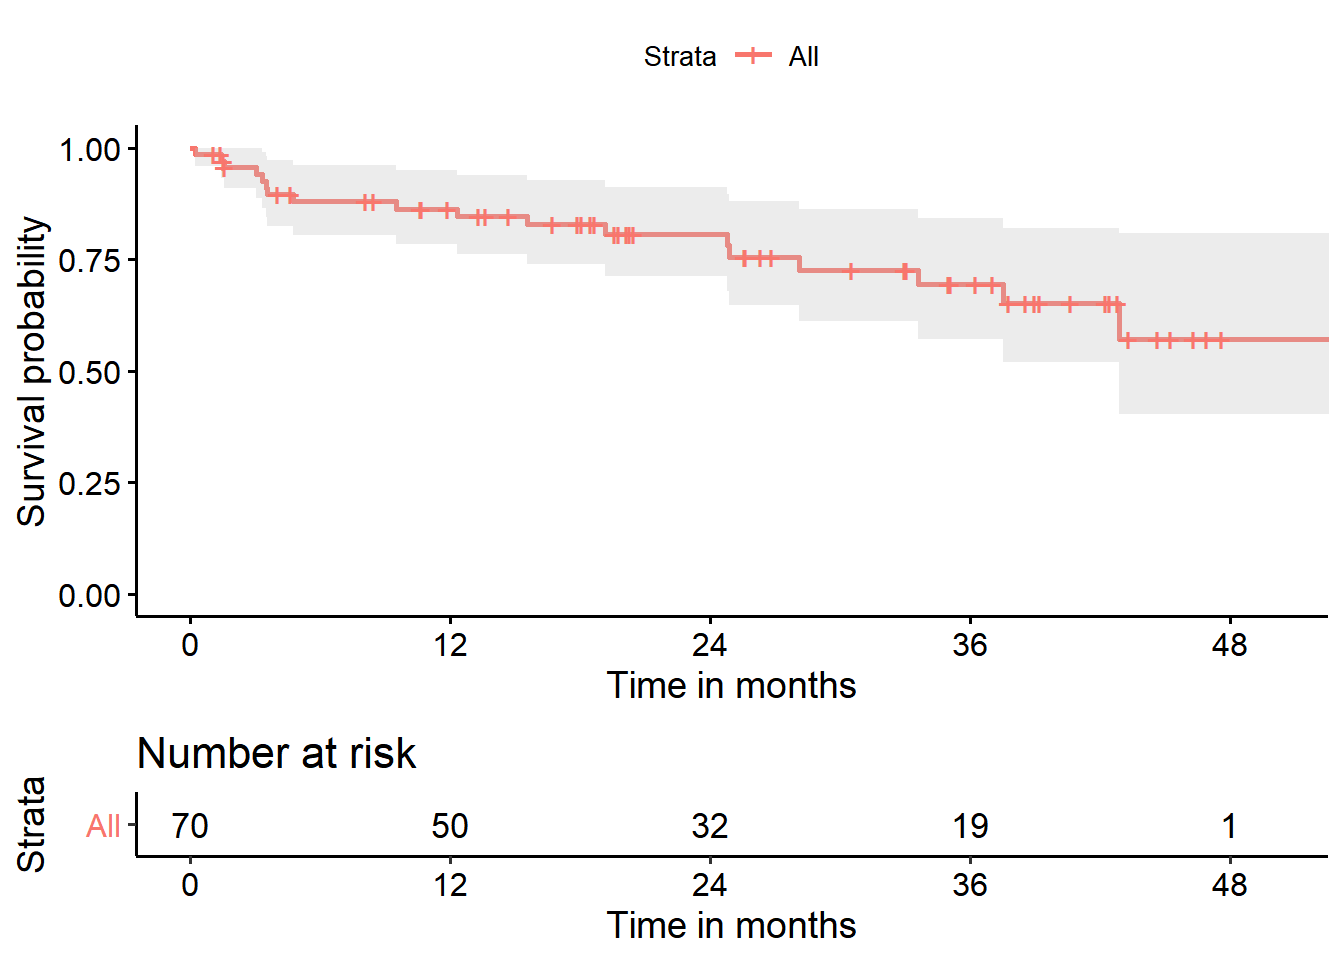 Strata All
Survival probability
1.00
0.75
0.50
0.25
0.00
0 12 24 36 48
Time in months
Number at risk
Strata
All 70 50 32 19 1
0 12 24 36 48
Time in months